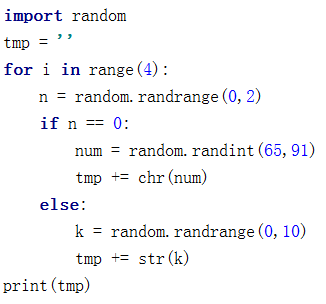 import random
tmp = ''
for i in range(4):
    n = random.randrange(0,2)
    if n == 0:
        num = random.randint(65,91)
        tmp += chr(num)
    else:
        k = random.randrange(0,10)
        tmp += str(k)
print(tmp)